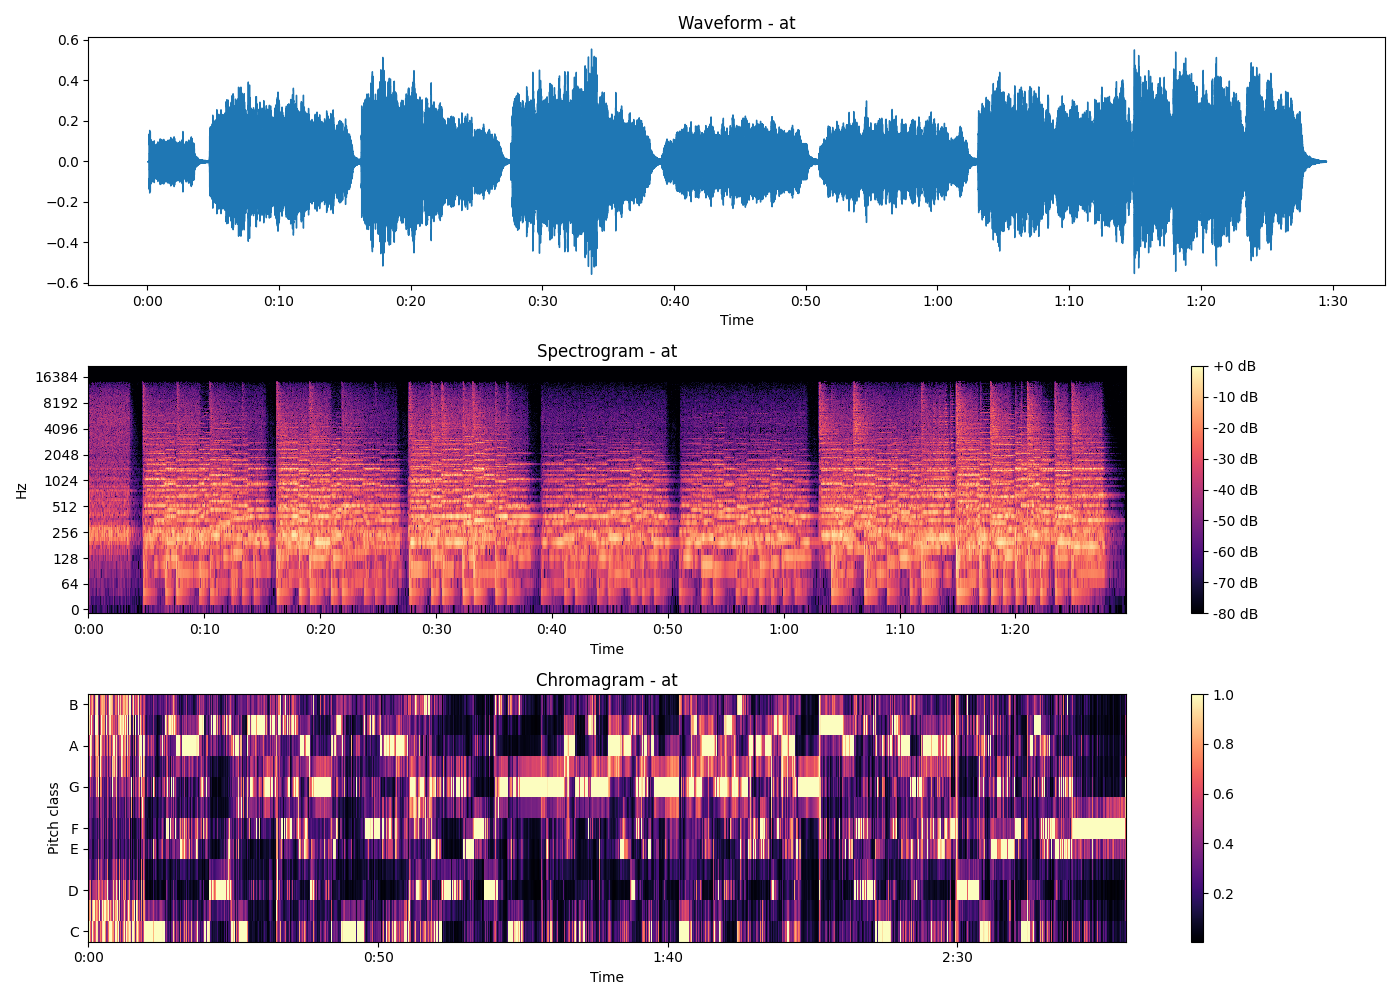 Waveform - at
0.6
0.4
0.2
0.0
−0.2
−0.4
−0.6
0:00 0:10 0:20 0:30 0:40 0:50 1:00 1:10 1:20 1:30
Time
Spectrogram - at
Hz
16384
8192
4096
2048
1024
512
256
128
64
0
0:00 0:10 0:20 0:30 0:40 0:50 1:00 1:10 1:20
Time
+0 dB
-10 dB
-20 dB
-30 dB
-40 dB
-50 dB
-60 dB
-70 dB
-80 dB
Chromagram - at
Pitch class
B
A
G
F
E
D
C
0:00 0:50 1:40 2:30
Time
1.0
0.8
0.6
0.4
0.2